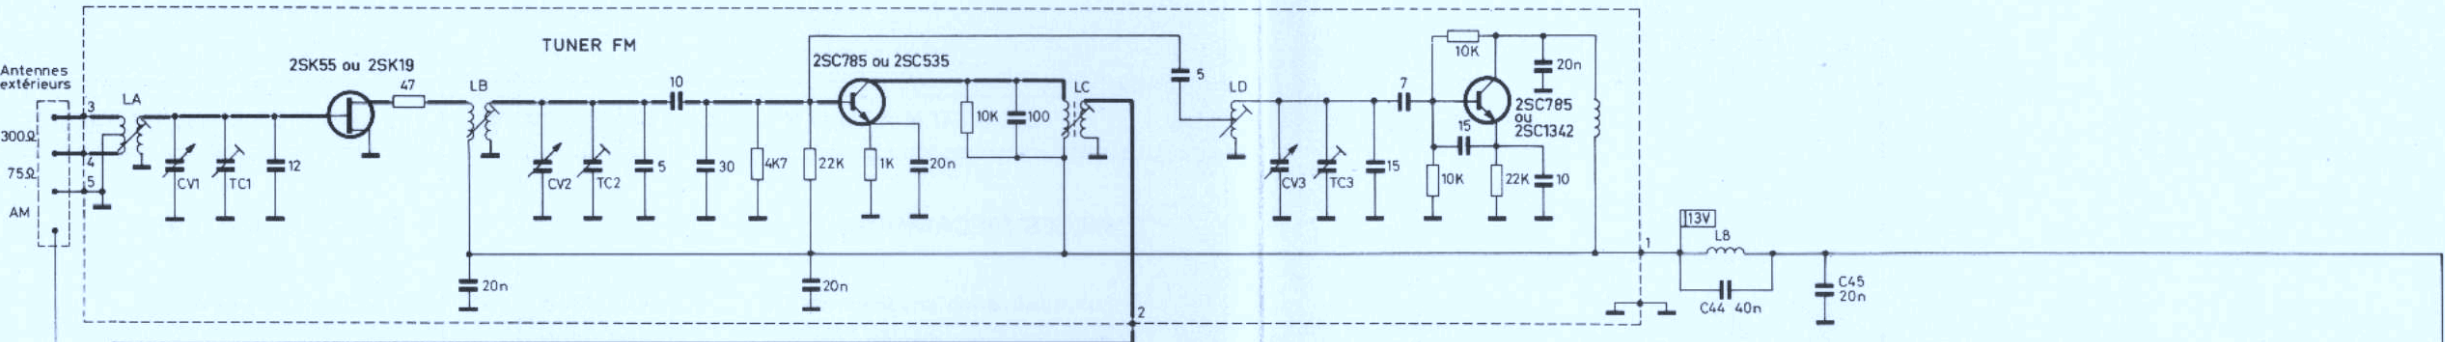 TUNER FM
Antennes
extérieurs
300Ω
75Ω
AM
3
4
5
LA
CV1
TC1
12
2SK55 ou 2SK19
47
LB
20n
CV2
TC2
5
10
30
4K7
22K
20n
2SC785 ou 2SC535
1K
20n
10K
100
LC
2
5
LD
CV3
TC3
15
7
10K
15
10K
2SC785
ou
2SC1342
22K
10
20n
1
13V
L8
C44 40n
C45
20n